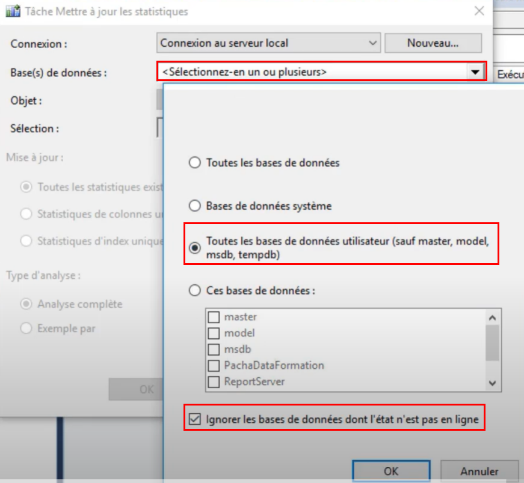 Tâche Mettre à jour les statistiques
Connexion :
Connexion au serveur local
Nouveau...
Base(s) de données :
<Sélectionnez-en un ou plusieurs>
Exécu
Objet :
Sélection :
Mise à jour :
Toutes les statistiques exist
Statistiques de colonnes u
Statistiques d'index unique
Type d'analyse :
Analyse complète
Exemple par
OK
Toutes les bases de données
Bases de données système
Toutes les bases de données utilisateur (sauf master, model,
msdb, tempdb)
Ces bases de données :
master
model
msdb
PachaDataFormation
ReportServer
Ignorer les bases de données dont l'état n'est pas en ligne
OK
Annuler